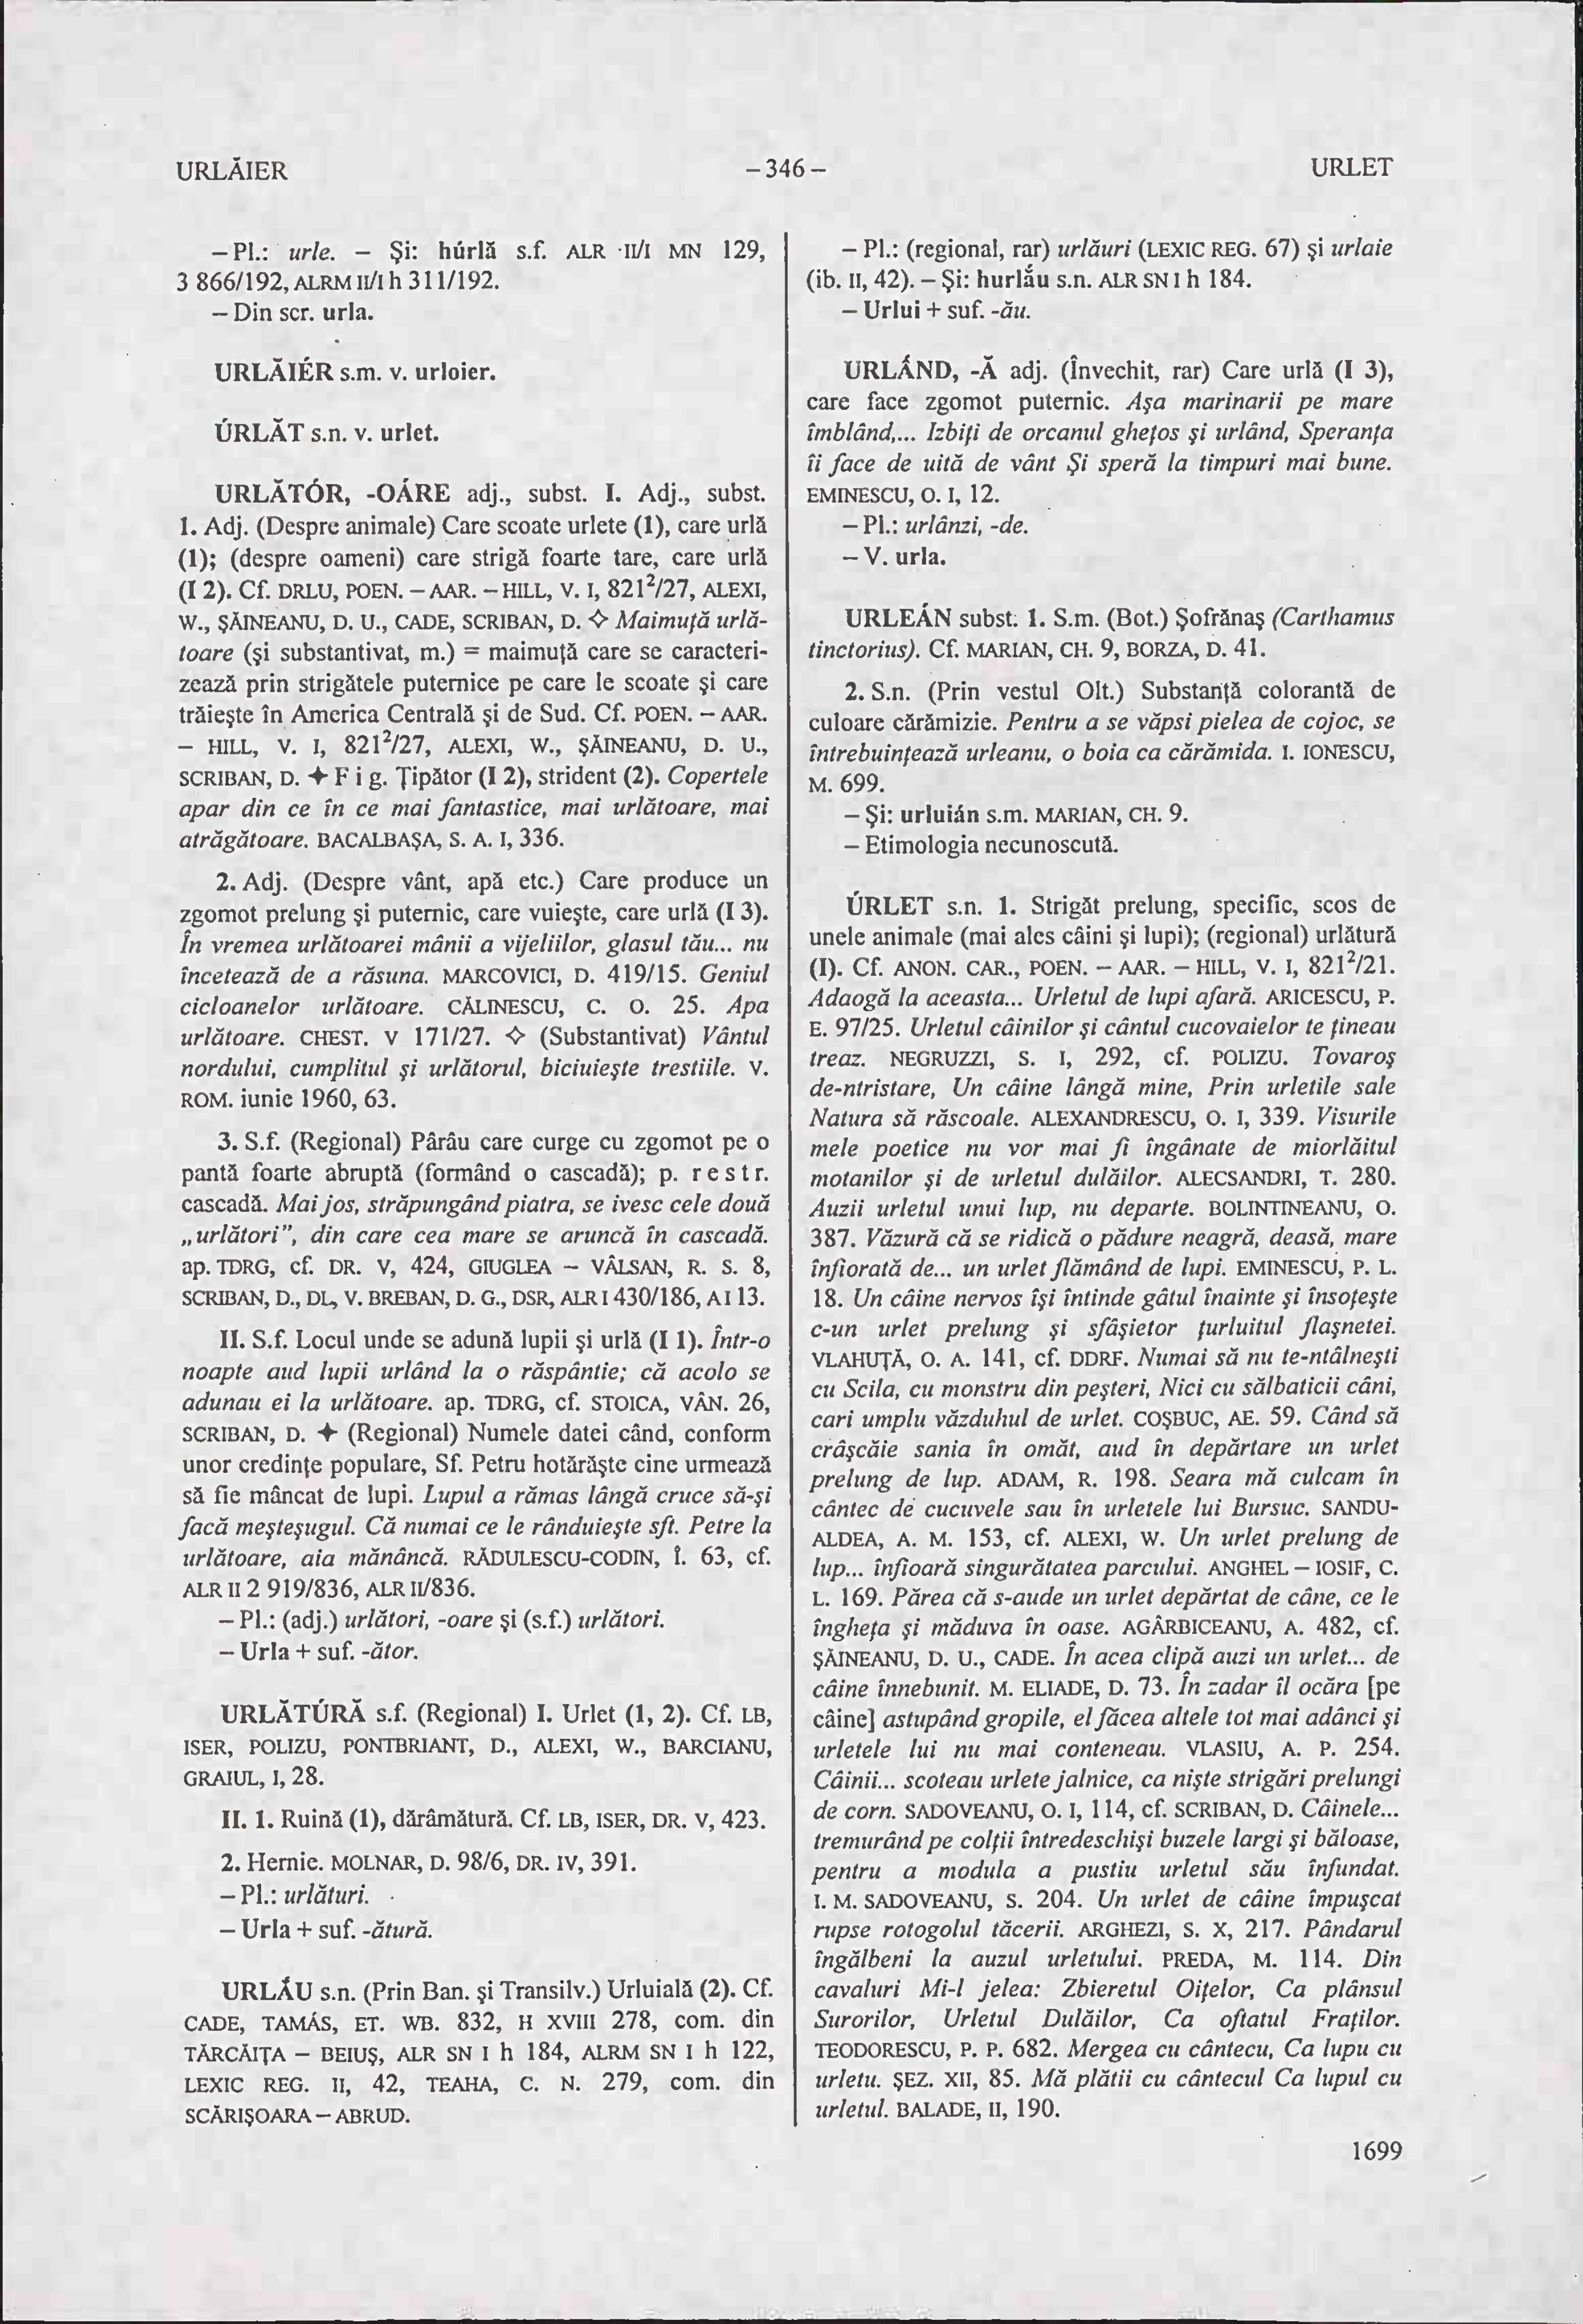 URLĂIER
–346–
URLET
– Pl.: urle. – Şi: húrlă s.f. ALR II/I MN 129,
3 866/192, ALRM II/I h 311/192.
– Din scr. urla.
URLĂIÉR s.m. v. urloier.
ÚRLĂT s.n. v. urlet.
URLĂTÓR, -OÁRE adj., subst. I. Adj., subst.
1. Adj. (Despre animale) Care scoate urlete (1), care urlă
(1); (despre oameni) care strigă foarte tare, care urlă
(I 2). Cf. DRLU, POEN. – AAR. – HILL, V. I, 821²/27, ALEXI,
W., ŞĂINEANU, D. U., CADE, SCRIBAN, D. ◇ Maimuţă urlă-
toare (şi substantivat, m.) = maimuţă care se caracteri-
zează prin strigătele puternice pe care le scoate şi care
trăieşte în America Centrală şi de Sud. Cf. POEN. – AAR.
– HILL, V. I, 821²/27, ALEXI, W., ŞĂINEANU, D. U.,
SCRIBAN, D. ✦ F i g. Ţipător (I 2), strident (2). Copertele
apar din ce în ce mai fantastice, mai urlătoare, mai
atrăgătoare. BACALBAŞA, S. A. I, 336.
2. Adj. (Despre vânt, apă etc.) Care produce un
zgomot prelung şi puternic, care vuieşte, care urlă (I 3).
În vremea urlătoarei mânii a vijeliilor, glasul tău... nu
încetează de a răsuna. MARCOVICI, D. 419/15. Geniul
cicloanelor urlătoare. CĂLINESCU, C. O. 25. Apa
urlătoare. CHEST. V 171/27. ◇ (Substantivat) Vântul
nordului, cumplitul şi urlătorul, biciuieşte trestiile. V.
ROM. iunie 1960, 63.
3. S.f. (Regional) Pârâu care curge cu zgomot pe o
pantă foarte abruptă (formând o cascadă); p. r e s t r.
cascadă. Mai jos, străpungând piatra, se ivesc cele două
„urlători”, din care cea mare se aruncă în cascadă.
ap. TDRG, cf. DR. V, 424, GIUGLEA – VÂLSAN, R. S. 8,
SCRIBAN, D., DL, V. BREBAN, D. G., DSR, ALR I 430/186, A I 13.
II. S.f. Locul unde se adună lupii şi urlă (I 1). Într-o
noapte aud lupii urlând la o răspântie; că acolo se
adunau ei la urlătoare. ap. TDRG, cf. STOICA, VÂN. 26,
SCRIBAN, D. ✦ (Regional) Numele datei când, conform
unor credinţe populare, Sf. Petru hotărăşte cine urmează
să fie mâncat de lupi. Lupul a rămas lângă cruce să-şi
facă meşteşugul. Că numai ce le rânduieşte sft. Petre la
urlătoare, aia mănâncă. RĂDULESCU-CODIN, Î. 63, cf.
ALR II 2 919/836, ALR II/836.
– Pl.: (adj.) urlători, -oare şi (s.f.) urlători.
– Urla + suf. -ător.
URLĂTÚRĂ s.f. (Regional) I. Urlet (1, 2). Cf. LB,
ISER, POLIZU, PONTBRIANT, D., ALEXI, W., BARCIANU,
GRAIUL, I, 28.
II. 1. Ruină (1), dărâmătură. Cf. LB, ISER, DR. V, 423.
2. Hernie. MOLNAR, D. 98/6, DR. IV, 391.
– Pl.: urlături.
– Urla + suf. -ătură.
URLẮU s.n. (Prin Ban. şi Transilv.) Urluială (2). Cf.
CADE, TAMÁS, ET. WB. 832, H XVIII 278, com. din
TĂRCĂIŢA – BEIUŞ, ALR SN I h 184, ALRM SN I h 122,
LEXIC REG. II, 42, TEAHA, C. N. 279, com. din
SCĂRIŞOARA – ABRUD.
– Pl.: (regional, rar) urlăuri (LEXIC REG. 67) şi urlaie
(ib. II, 42). – Şi: hurlắu s.n. ALR SN I h 184.
– Urlui + suf. -ău.
URLẤND, -Ă adj. (Învechit, rar) Care urlă (I 3),
care face zgomot puternic. Aşa marinarii pe mare
îmblând,... Izbiţi de orcanul gheţos şi urlând, Speranţa
îi face de uită de vânt Şi speră la timpuri mai bune.
EMINESCU, O. I, 12.
– Pl.: urlânzi, -de.
– V. urla.
URLEÁN subst. 1. S.m. (Bot.) Şofrănaş (Carthamus
tinctorius). Cf. MARIAN, CH. 9, BORZA, D. 41.
2. S.n. (Prin vestul Olt.) Substanţă colorantă de
culoare cărămizie. Pentru a se văpsi pielea de cojoc, se
întrebuinţează urleanu, o boia ca cărămida. I. IONESCU,
M. 699.
– Şi: urluián s.m. MARIAN, CH. 9.
– Etimologia necunoscută.
ÚRLET s.n. 1. Strigăt prelung, specific, scos de
unele animale (mai ales câini şi lupi); (regional) urlătură
(I). Cf. ANON. CAR., POEN. – AAR. – HILL, V. I, 821²/21.
Adaogă la aceasta... Urletul de lupi afară. ARICESCU, P.
E. 97/25. Urletul câinilor şi cântul cucovaielor te ţineau
treaz. NEGRUZZI, S. I, 292, cf. POLIZU. Tovaroş
de-ntristare, Un câine lângă mine, Prin urletile sale
Natura să răscoale. ALEXANDRESCU, O. I, 339. Visurile
mele poetice nu vor mai fi îngânate de miorlăitul
motanilor şi de urletul dulăilor. ALECSANDRI, T. 280.
Auzii urletul unui lup, nu departe. BOLINTINEANU, O.
387. Văzură că se ridică o pădure neagră, deasă, mare
înfiorată de... un urlet flămând de lupi. EMINESCU, P. L.
18. Un câine nervos îşi întinde gâtul înainte şi însoţeşte
c-un urlet prelung şi sfâşietor ţurluitul flaşnetei.
VLAHUŢĂ, O. A. 141, cf. DDRF. Numai să nu te-ntâlneşti
cu Scila, cu monstru din peşteri, Nici cu sălbaticii câni,
cari umplu văzduhul de urlet. COŞBUC, AE. 59. Când să
crâşcăie sania în omăt, aud în depărtare un urlet
prelung de lup. ADAM, R. 198. Seara mă culcam în
cântec de cucuvele sau în urletele lui Bursuc. SANDU-
ALDEA, A. M. 153, cf. ALEXI, W. Un urlet prelung de
lup... înfioară singurătatea parcului. ANGHEL – IOSIF, C.
L. 169. Părea că s-aude un urlet depărtat de câne, ce le
îngheţa şi măduva în oase. AGÂRBICEANU, A. 482, cf.
ŞĂINEANU, D. U., CADE. În acea clipă auzi un urlet... de
câine înnebunit. M. ELIADE, D. 73. În zadar îl ocăra [pe
câine] astupând gropile, el făcea altele tot mai adânci şi
urletele lui nu mai conteneau. VLASIU, A. P. 254.
Câinii... scoteau urlete jalnice, ca nişte strigări prelungi
de corn. SADOVEANU, O. I, 114, cf. SCRIBAN, D. Câinele...
tremurând pe colţii întredeschişi buzele largi şi băloase,
pentru a modula a pustiu urletul său înfundat.
I. M. SADOVEANU, S. 204. Un urlet de câine împuşcat
rupse rotogolul tăcerii. ARGHEZI, S. X, 217. Pândarul
îngălbeni la auzul urletului. PREDA, M. 114. Din
cavaluri Mi-l jelea: Zbieretul Oiţelor, Ca plânsul
Surorilor, Urletul Dulăilor, Ca oftatul Fraţilor.
TEODORESCU, P. P. 682. Mergea cu cântecu, Ca lupu cu
urletu. ŞEZ. XII, 85. Mă plătii cu cântecul Ca lupul cu
urletul. BALADE, II, 190.
1699